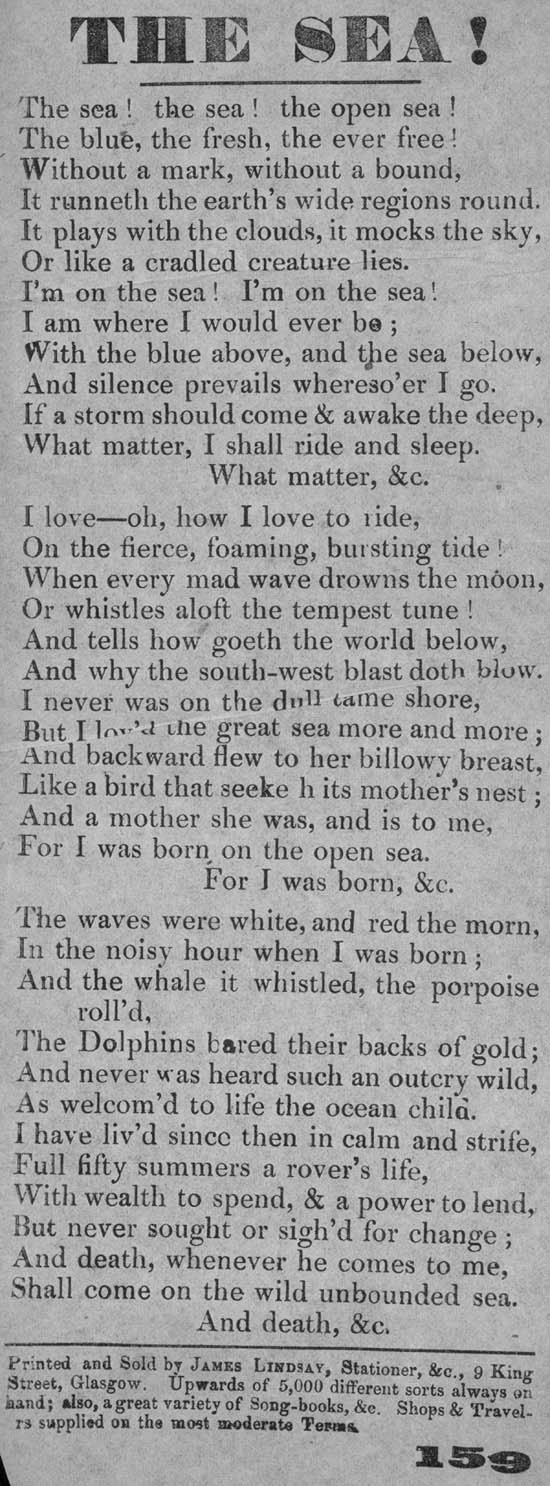 THE SEA!
The sea! the sea! the open sea!
The blue, the fresh, the ever free!
Without a mark, without a bound,
It runneth the earth's wide regions round.
It plays with the clouds, it mocks the sky,
Or like a cradled creature lies.
I'm on the sea! I'm on the sea!
I am where I would ever be;
With the blue above, and the sea below,
And silence prevails whereso'er I go.
If a storm should come & awake the deep,
What matter, I shall ride and sleep.
What matter, &c.
I love—oh, how I love to ride,
On the fierce, foaming, bursting tide!
When every mad wave drowns the moon,
Or whistles aloft the tempest tune!
And tells how goeth the world below,
And why the south-west blast doth blow.
I never was on the dull tame shore,
But I lov'd the great sea more and more;
And backward flew to her billowy breast,
Like a bird that seeke h its mother's nest;
And a mother she was, and is to me,
For I was born on the open sea.
For I was born, &c.
The waves were white, and red the morn,
In the noisy hour when I was born;
And the whale it whistled, the porpoise
roll'd,
The Dolphins bared their backs of gold;
And never was heard such an outcry wild,
As welcom'd to life the ocean child.
I have liv'd since then in calm and strife,
Full fifty summers a rover's life,
With wealth to spend, & a power to lend,
But never sought or sigh'd for change;
And death, whenever he comes to me,
Shall come on the wild unbounded sea.
And death, &c.
Printed and Sold by JAMES LINDSAY, Stationer, &c., 9 King
Street, Glasgow. Upwards of 5,000 different sorts always on
hand; also, a great variety of Song-books, &c. Shops & Travel-
rs supplied on the most moderate Terms.
159